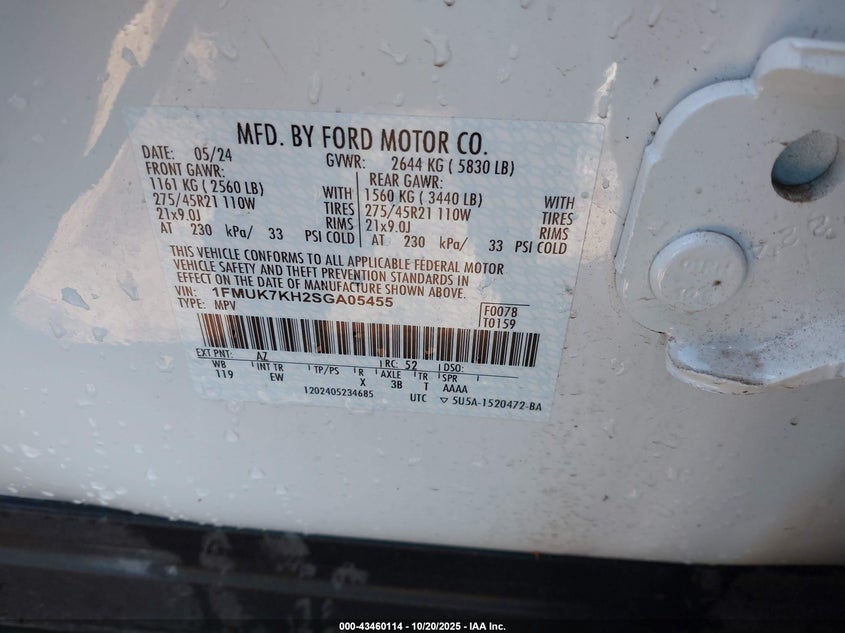 MFD. BY FORD MOTOR CO.
DATE: 05/24 GVWR: 2644 KG ( 5830 LB)
FRONT GAWR: REAR GAWR:
1161 KG ( 2560 LB) WITH 1560 KG ( 3440 LB) WITH
275/45R21 110W TIRES 275/45R21 110W TIRES
21x9.0J RIMS 21x9.0J RIMS
AT 230 kPa/ 33 PSI COLD AT 230 kPa/ 33 PSI COLD
THIS VEHICLE CONFORMS TO ALL APPLICABLE FEDERAL MOTOR
VEHICLE SAFETY AND THEFT PREVENTION STANDARDS IN
EFFECT ON THE DATE OF MANUFACTURE SHOWN ABOVE.
VIN: 1FMUK7KH2SGA05455
TYPE: MPV
F0078
T0159
EXT PNT: AZ RC: 52 DSO:
WB INT TR TP/PS R AXLE TR SPR
119 EW X 3B T AAAA
1202405234685 UTC ▽ 5U5A-1520472-BA
000-43460114 - 10/20/2025 - IAA Inc.